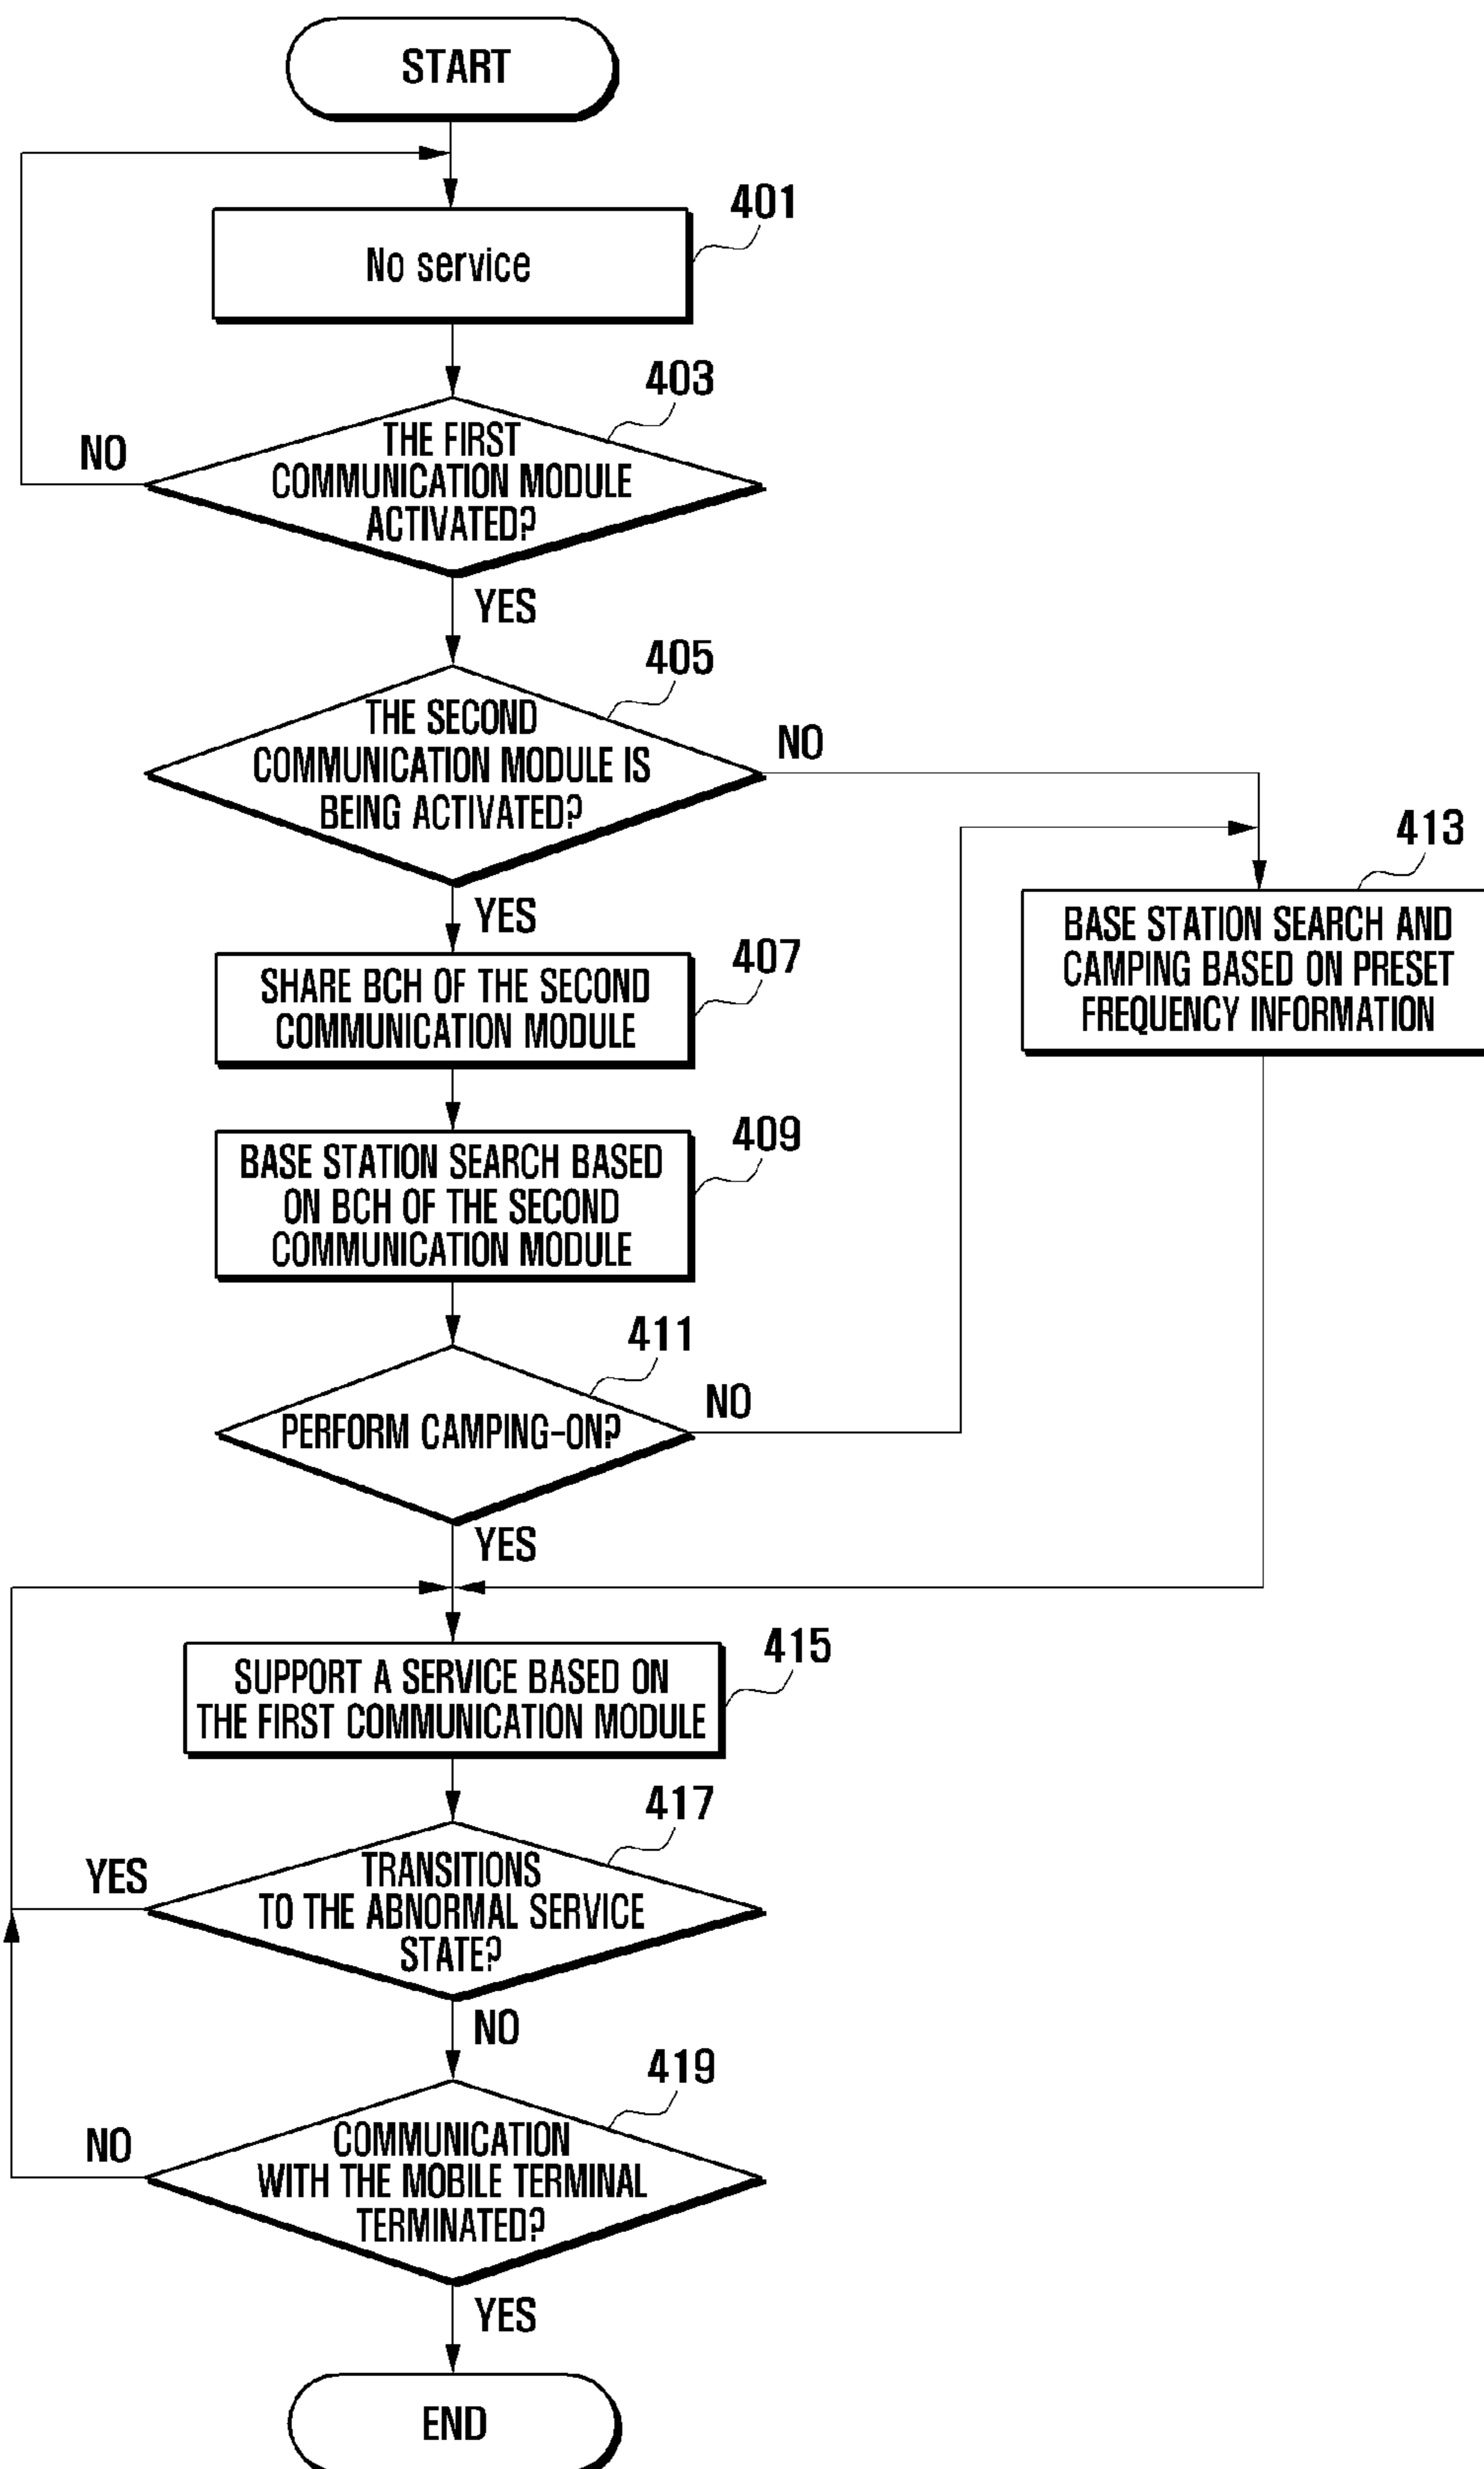 START
401
No service
403
THE FIRST
COMMUNICATION MODULE
ACTIVATED?
NO
YES
405
THE SECOND
COMMUNICATION MODULE IS
BEING ACTIVATED?
NO
YES
413
BASE STATION SEARCH AND
CAMPING BASED ON PRESET
FREQUENCY INFORMATION
407
SHARE BCH OF THE SECOND
COMMUNICATION MODULE
409
BASE STATION SEARCH BASED
ON BCH OF THE SECOND
COMMUNICATION MODULE
411
PERFORM CAMPING-ON?
NO
YES
415
SUPPORT A SERVICE BASED ON
THE FIRST COMMUNICATION MODULE
417
YES
TRANSITIONS
TO THE ABNORMAL SERVICE
STATE?
NO
419
NO
COMMUNICATION
WITH THE MOBILE TERMINAL
TERMINATED?
YES
END